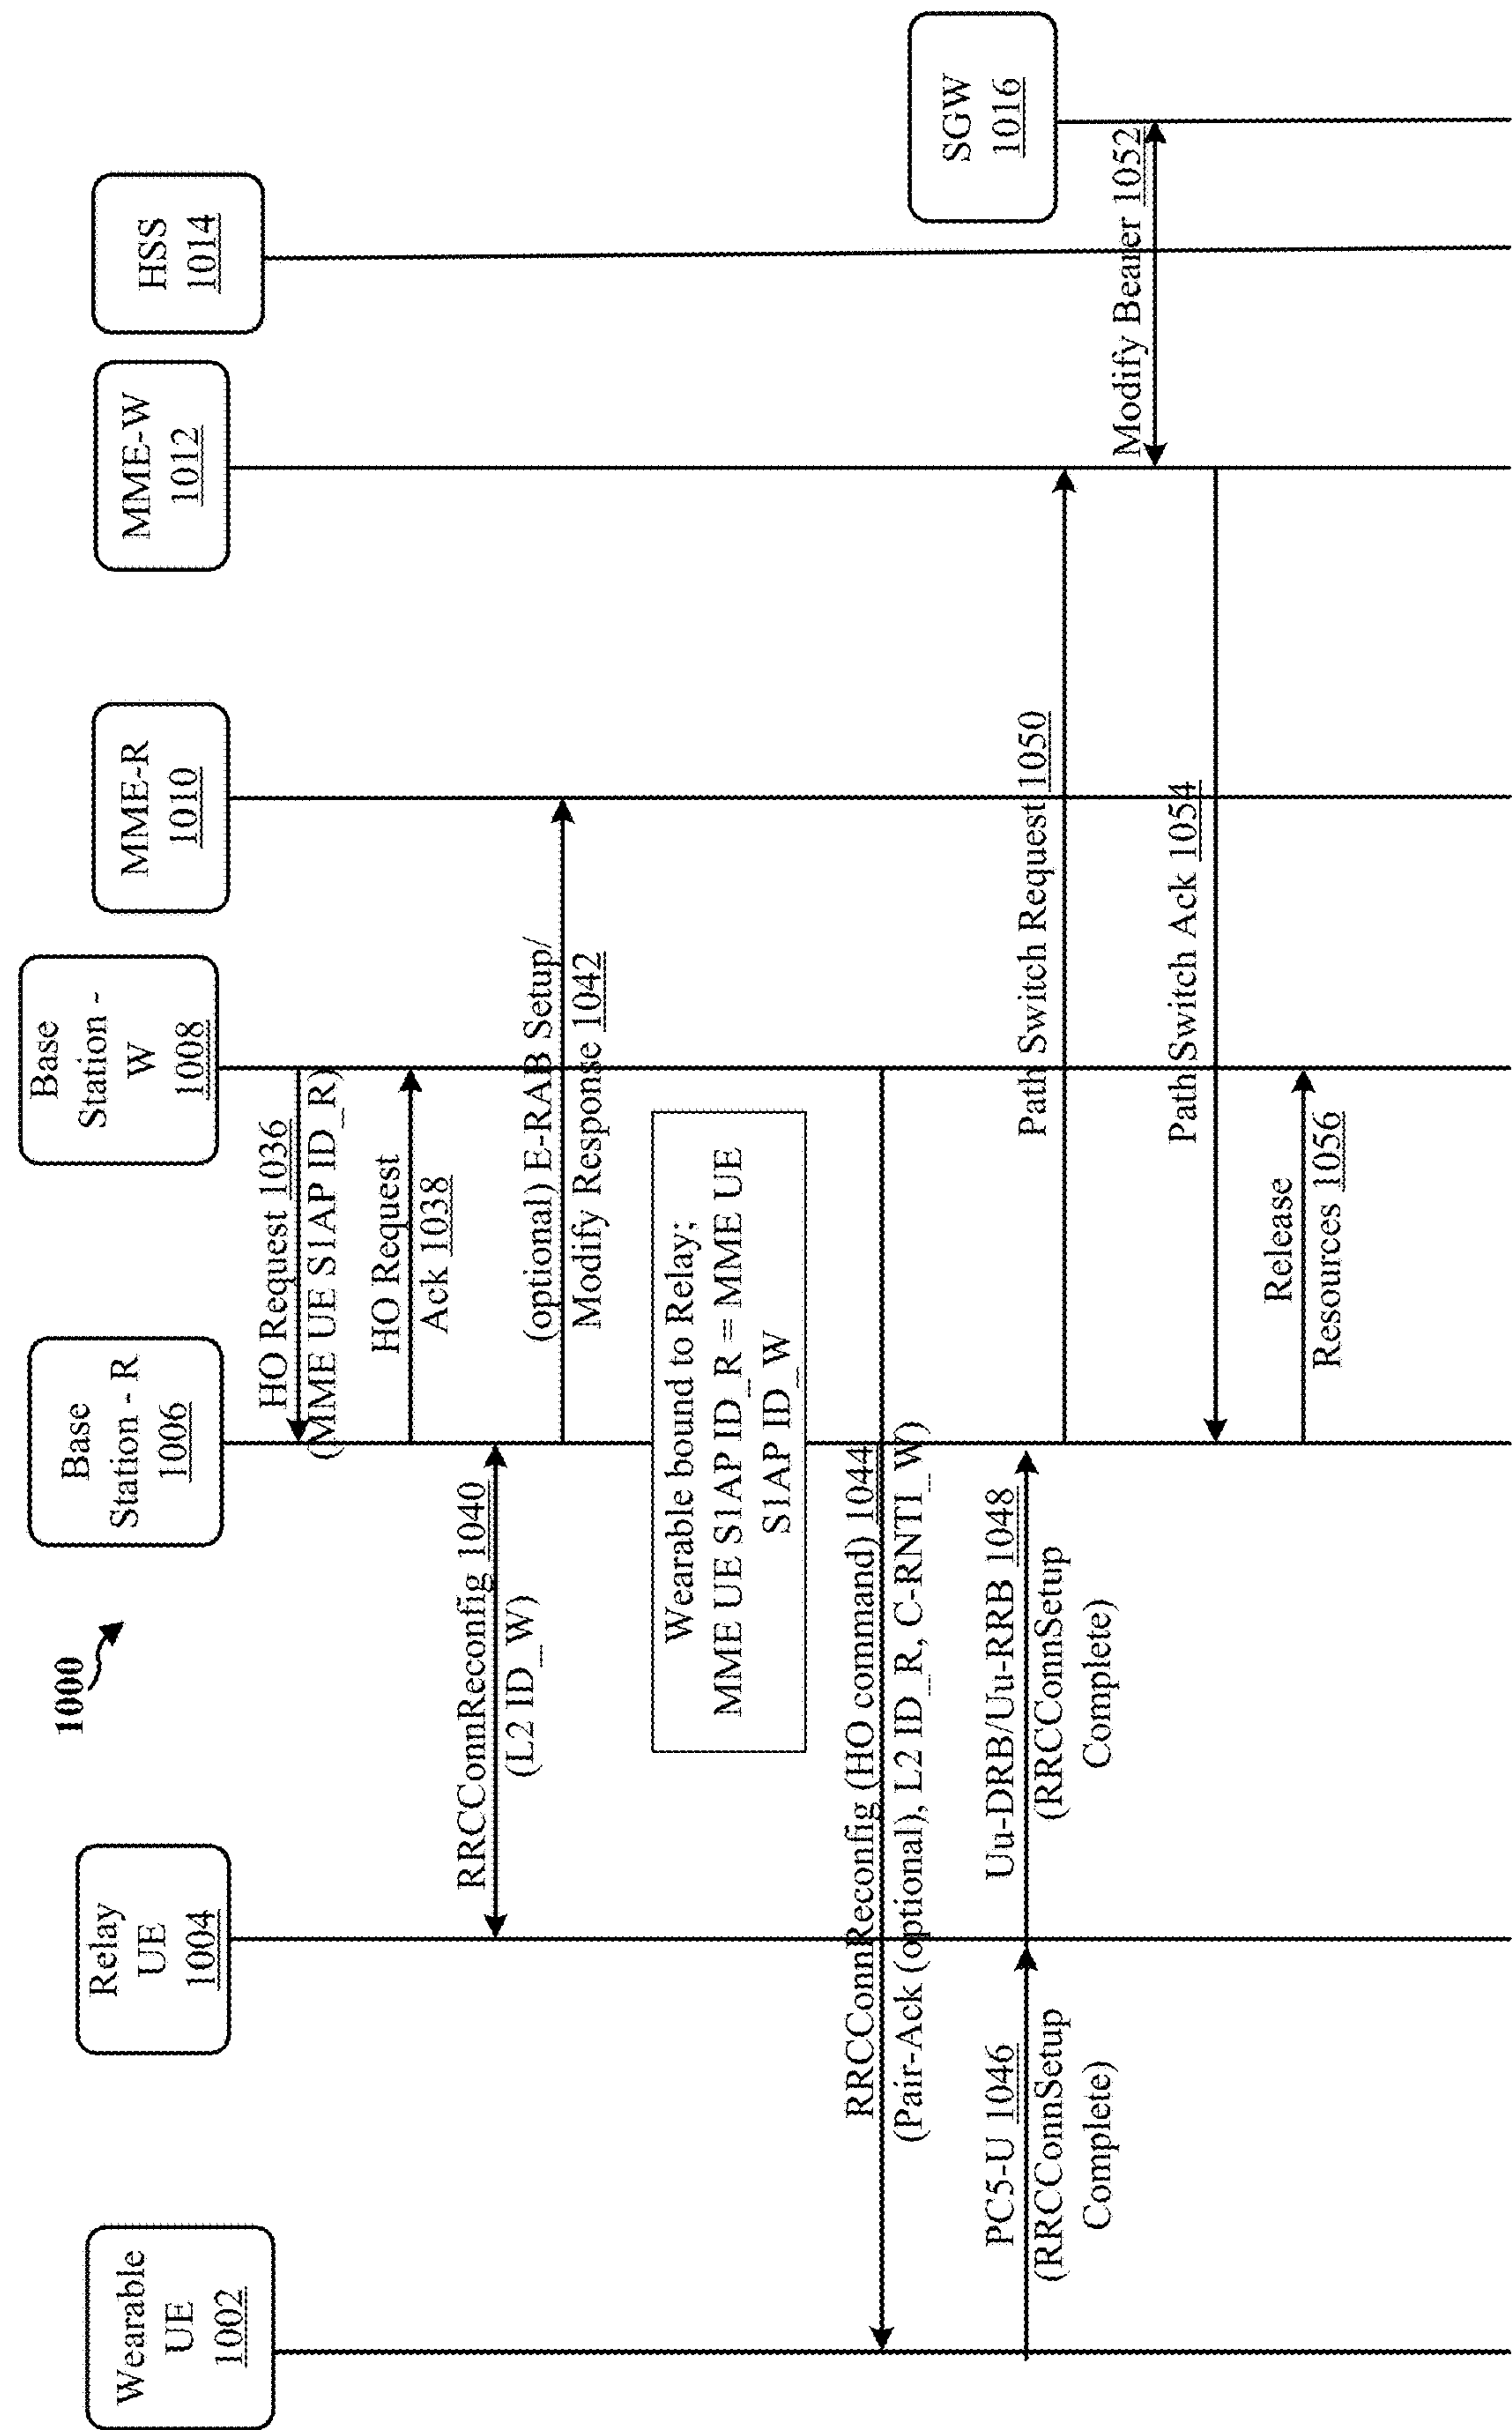 1000
Wearable
UE
1002
Relay
UE
1004
Base
Station - R
1006
Base
Station -
W
1008
MME-R
1010
MME-W
1012
HSS
1014
SGW
1016
HO Request 1036
(MME UE S1AP ID_R)
HO Request
Ack 1038
RRCConnReconfig 1040
(L2 ID_W)
(optional) E-RAB Setup/
Modify Response 1042
Wearable bound to Relay;
MME UE S1AP ID_R = MME UE
S1AP ID_W
RRCConnReconfig (HO command) 1044
(Pair-Ack (optional), L2 ID_R, C-RNTI_W)
PC5-U 1046
(RRCConnSetup
Complete)
Uu-DRB/Uu-RRB 1048
(RRCConnSetup
Complete)
Path Switch Request 1050
Modify Bearer 1052
Path Switch Ack 1054
Release
Resources 1056